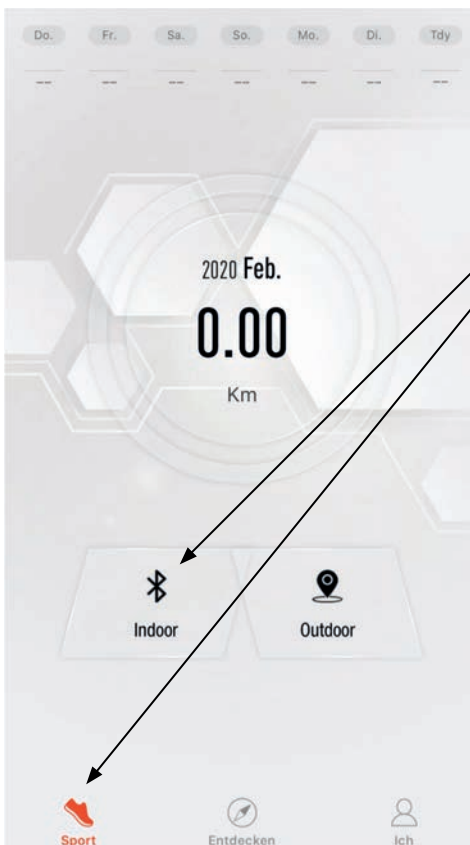 Do. Fr. Sa. So. Mo. Di. Tdy
-- -- -- -- -- -- --
2020 Feb.
0.00
Km
Indoor Outdoor
Sport Entdecken Ich